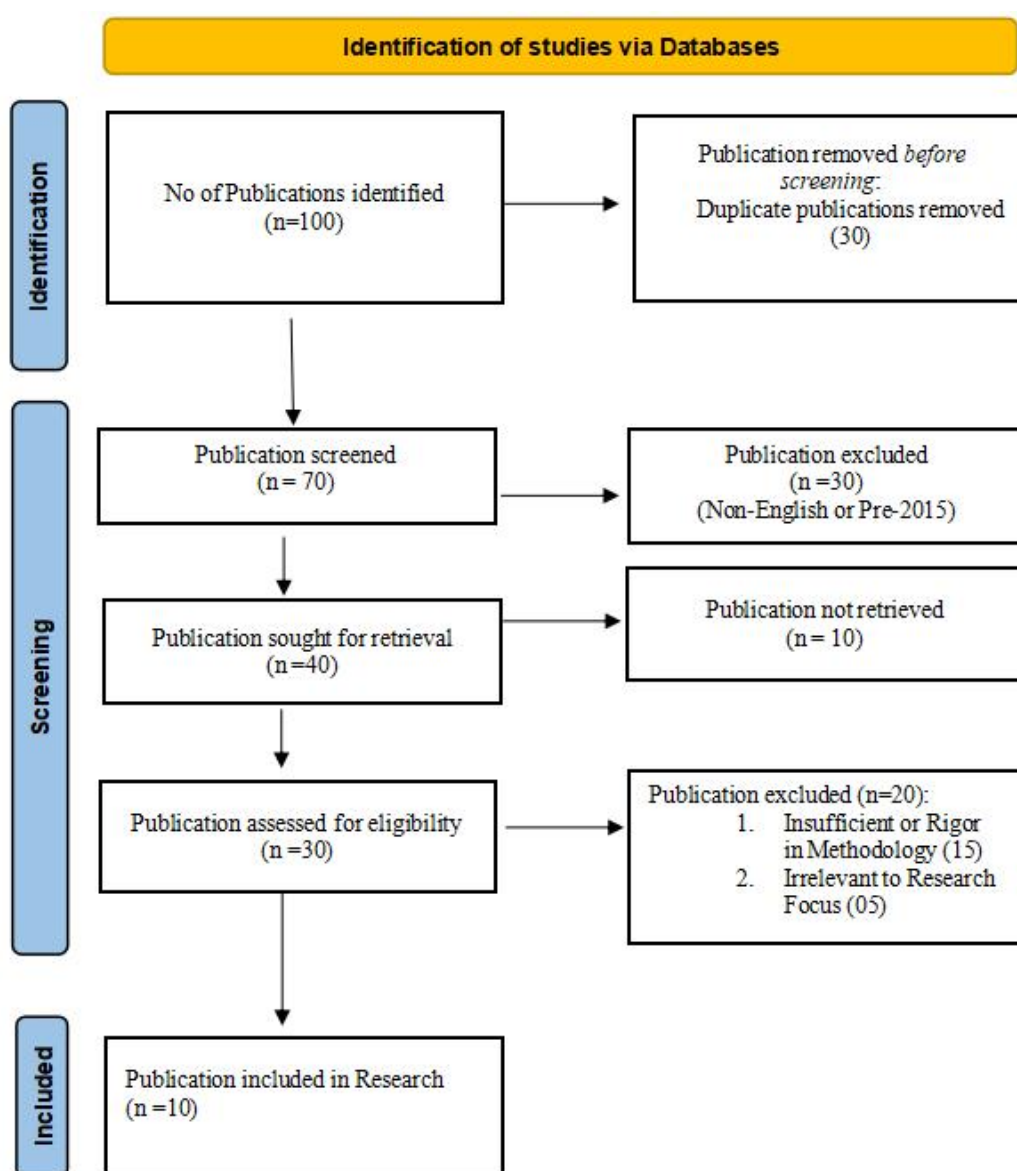 Identification of studies via Databases
Identification
No of Publications identified
(n=100)
Publication removed before
screening:
Duplicate publications removed
(30)
Screening
Publication screened
(n = 70)
Publication excluded
(n =30)
(Non-English or Pre-2015)
Publication sought for retrieval
(n =40)
Publication not retrieved
(n = 10)
Publication assessed for eligibility
(n =30)
Publication excluded (n=20):
1. Insufficient or Rigor
in Methodology (15)
2. Irrelevant to Research
Focus (05)
Included
Publication included in Research
(n =10)